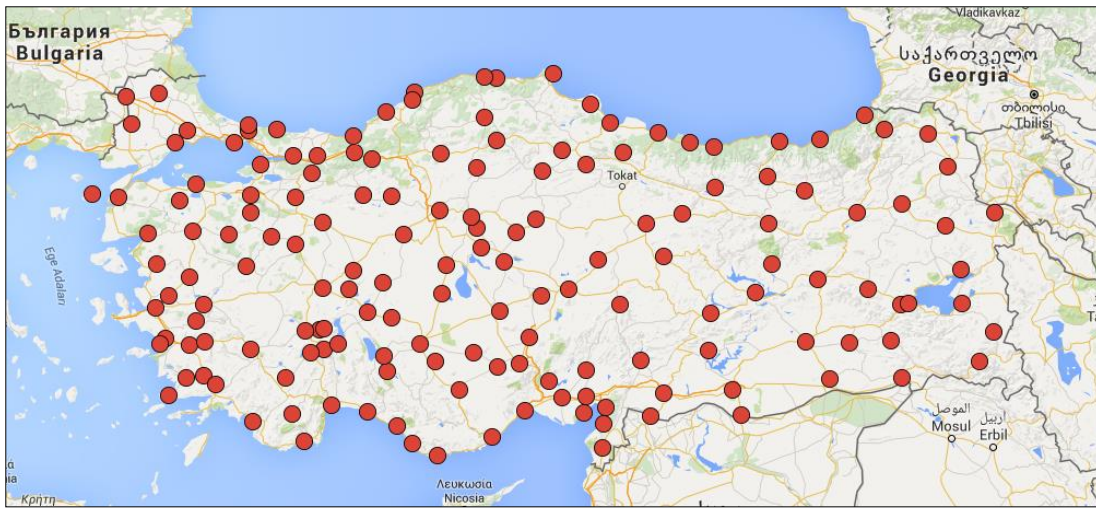 Vladikavkaz
България
Bulgaria
საქართველო
Georgia
თბილისი
Tbilisi
Tokat
Ege Adaları
الموصل
Mosul
اربيل
Erbil
Λευκωσία
Nicosia
Κρήτη